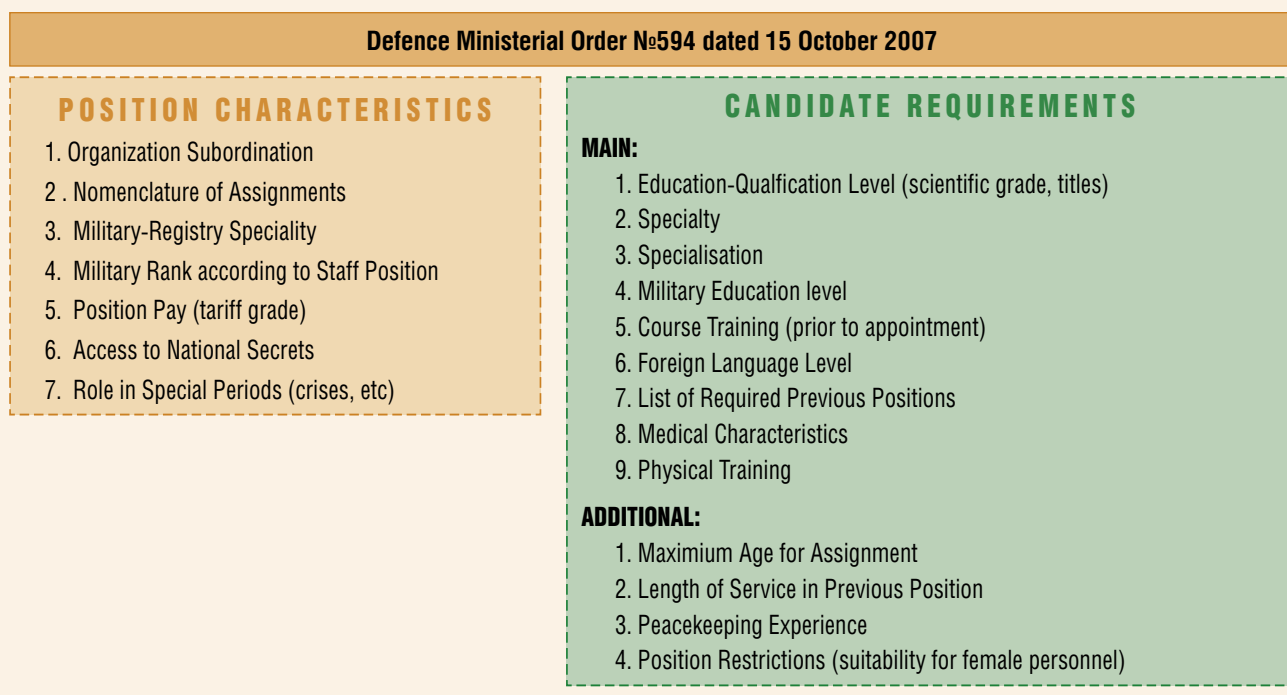 Defence Ministerial Order №594 dated 15 October 2007
POSITION CHARACTERISTICS
1. Organization Subordination
2 . Nomenclature of Assignments
3. Military-Registry Speciality
4. Military Rank according to Staff Position
5. Position Pay (tariff grade)
6. Access to National Secrets
7. Role in Special Periods (crises, etc)
CANDIDATE REQUIREMENTS
MAIN:
1. Education-Qualfication Level (scientific grade, titles)
2. Specialty
3. Specialisation
4. Military Education level
5. Course Training (prior to appointment)
6. Foreign Language Level
7. List of Required Previous Positions
8. Medical Characteristics
9. Physical Training
ADDITIONAL:
1. Maximium Age for Assignment
2. Length of Service in Previous Position
3. Peacekeeping Experience
4. Position Restrictions (suitability for female personnel)